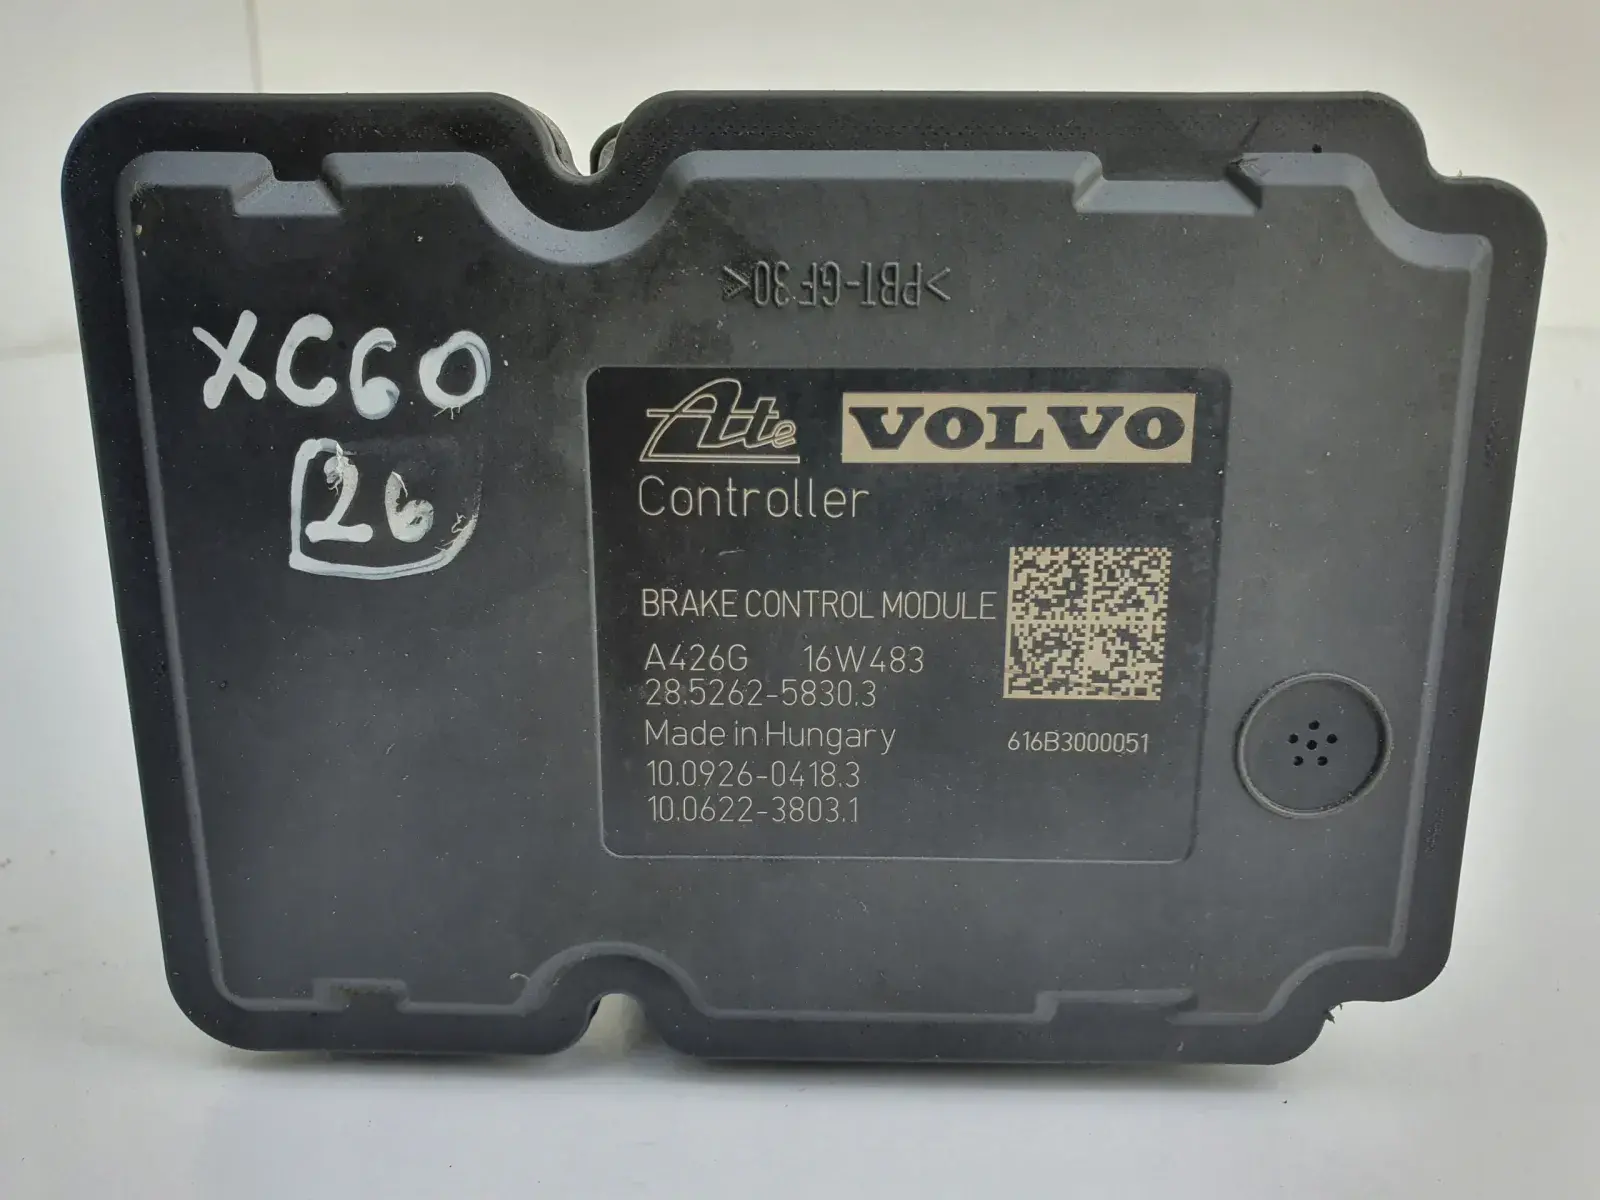 >PBT-GF30<
XC60
26
Ate VOLVO
Controller
BRAKE CONTROL MODULE
A426G 16W483
28.5262-5830.3
Made in Hungary
616B3000051
10.0926-0418.3
10.0622-3803.1